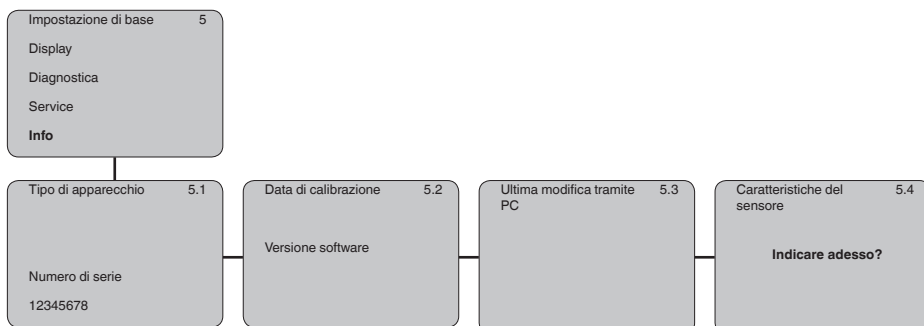 Impostazione di base 5
Display
Diagnostica
Service
Info
Tipo di apparecchio 5.1
Numero di serie
12345678
Data di calibrazione 5.2
Versione software
Ultima modifica tramite 5.3
PC
Caratteristiche del 5.4
sensore
Indicare adesso?